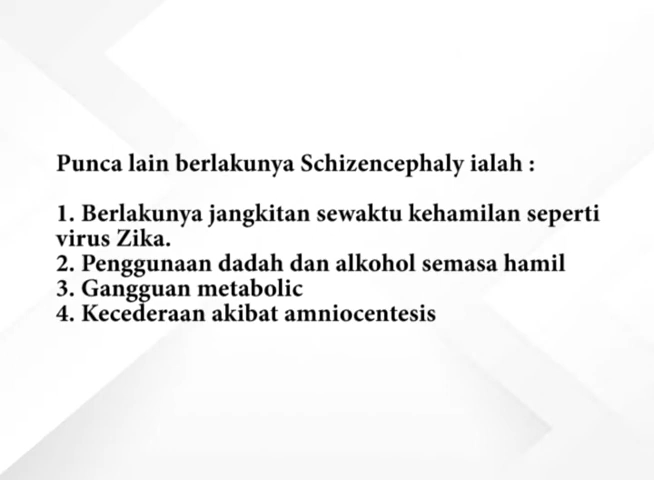 Punca lain berlakunya Schizencephaly ialah :
1. Berlakunya jangkitan sewaktu kehamilan seperti
virus Zika.
2. Penggunaan dadah dan alkohol semasa hamil
3. Gangguan metabolic
4. Kecederaan akibat amniocentesis